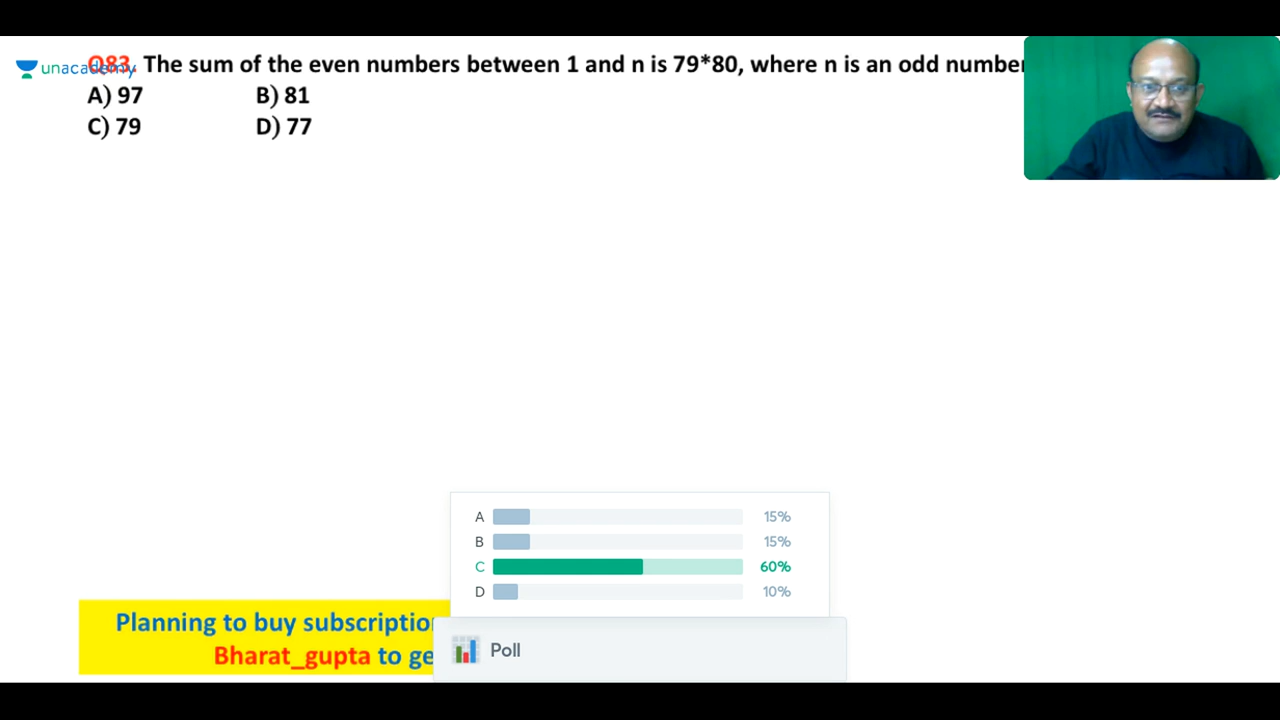 unacademy
Q83. The sum of the even numbers between 1 and n is 79*80, where n is an odd number
A) 97 B) 81
C) 79 D) 77
A 15%
B 15%
C 60%
D 10%
Planning to buy subscription
Bharat_gupta to ge
Poll